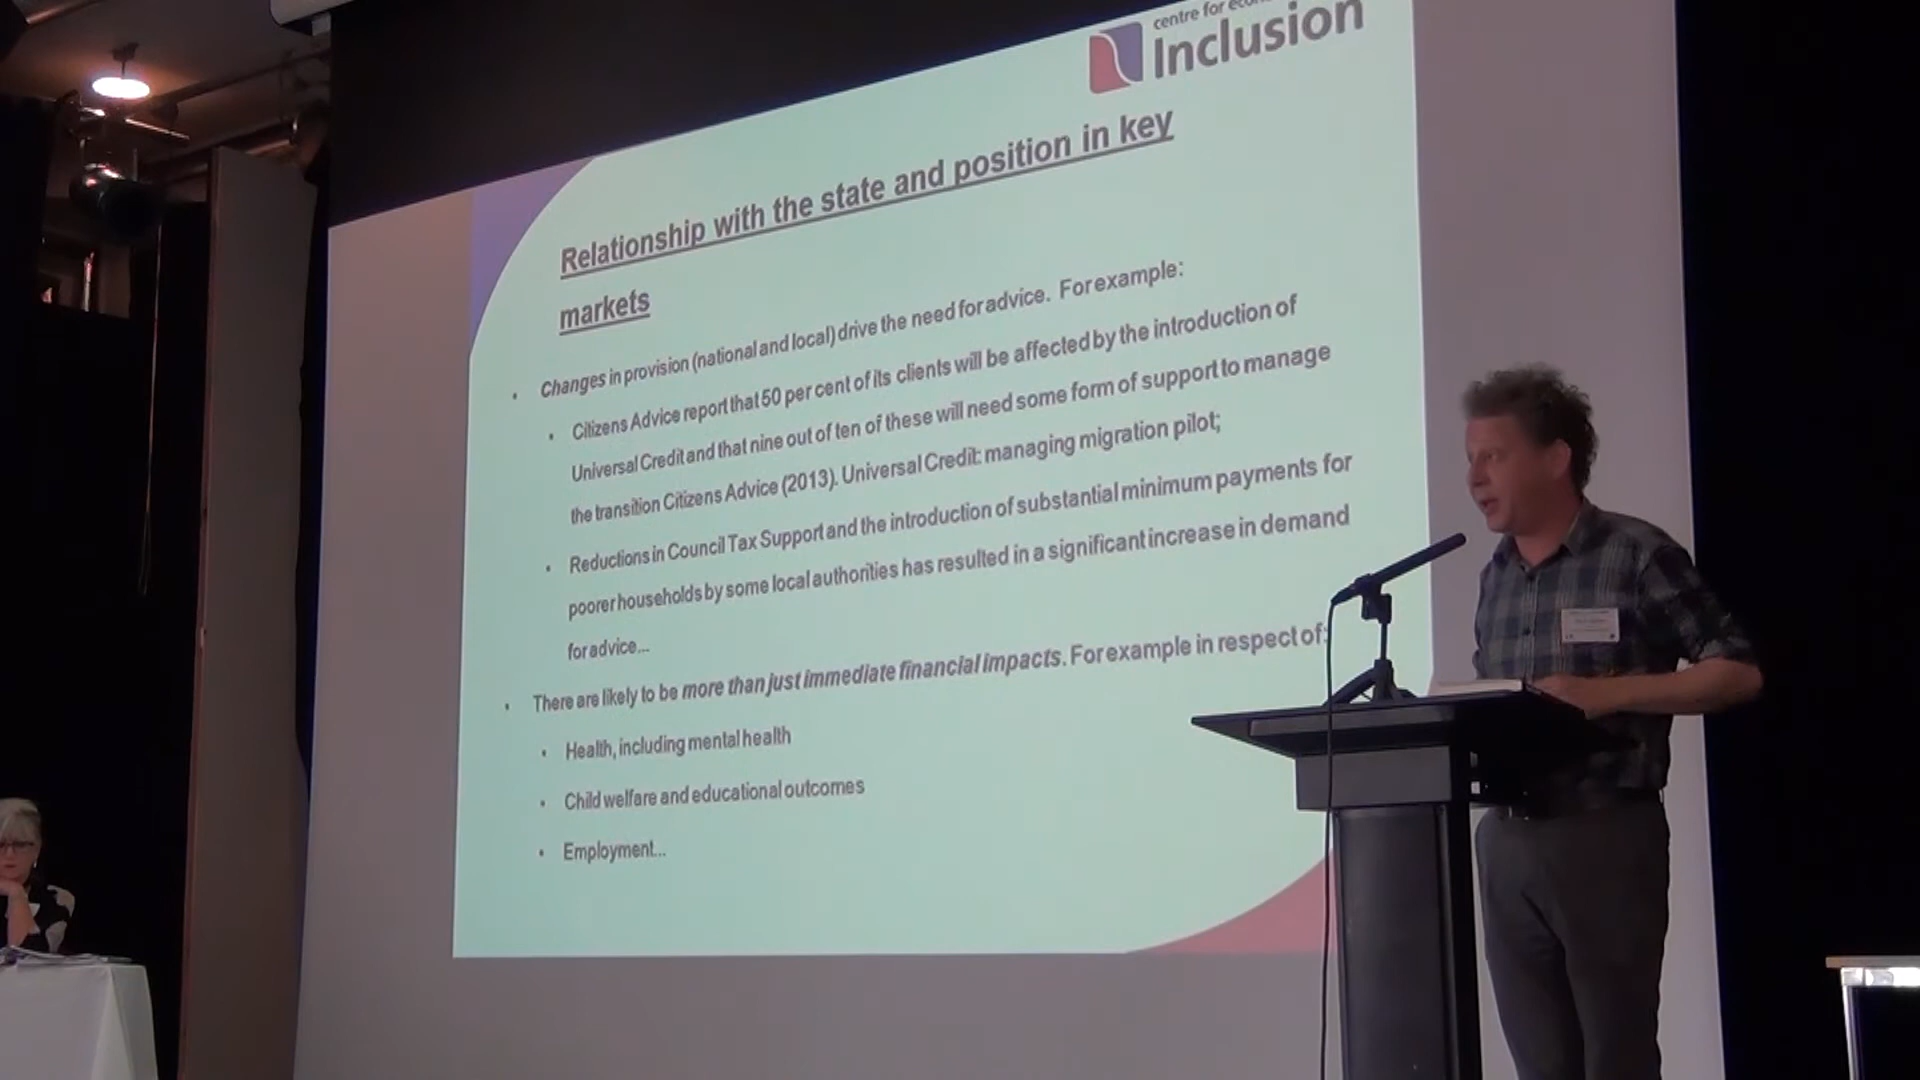 centre for
Inclusion
Relationship with the state and position in key
markets
• Changes in provision (national and local) drive the need for advice. For example:
• Citizens Advice report that 50 per cent of its clients will be affected by the introduction of
Universal Credit and that nine out of ten of these will need some form of support to manage
the transition Citizens Advice (2013). Universal Credit: managing migration pilot;
• Reductions in Council Tax Support and the introduction of substantial minimum payments for
poorer households by some local authorities has resulted in a significant increase in demand
for advice...
• There are likely to be more than just immediate financial impacts. For example in respect of:
• Health, including mental health
• Child welfare and educational outcomes
• Employment...